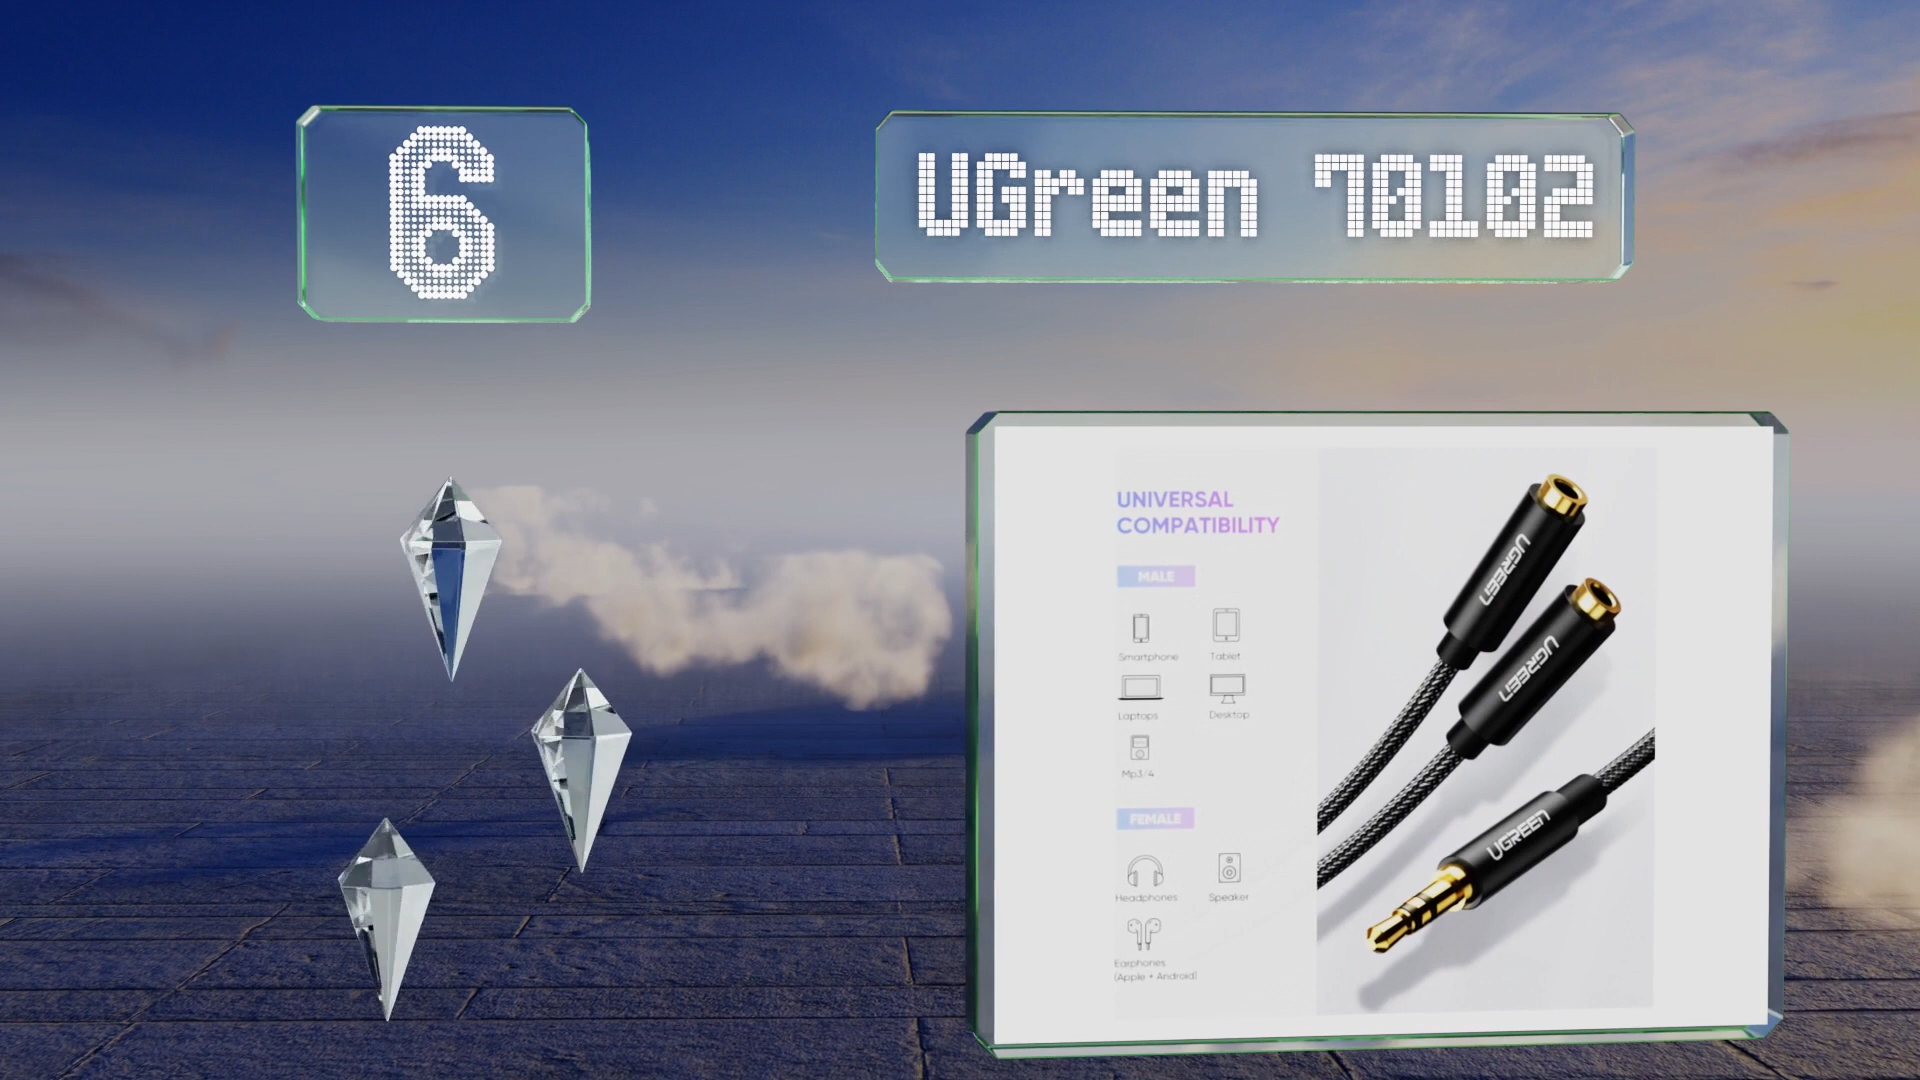 6
UGreen 70102
UNIVERSAL
COMPATIBILITY
MALE
Smartphone
Tablet
Laptops
Desktop
Mp3/4
FEMALE
Headphones
Speaker
Earphones
(Apple + Android)
UGREEN
UGREEN
UGREEN